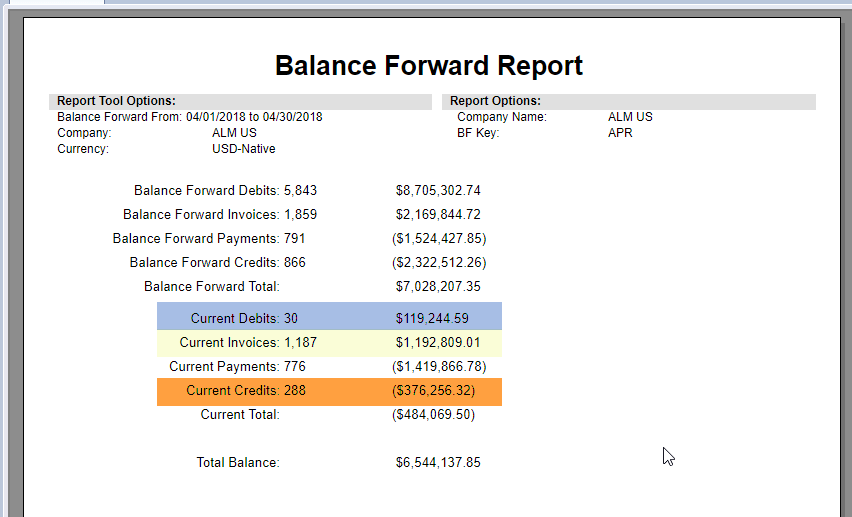 Balance Forward Report
Report Tool Options:
Balance Forward From: 04/01/2018 to 04/30/2018
Company: ALM US
Currency: USD-Native
Report Options:
Company Name: ALM US
BF Key: APR
Balance Forward Debits: 5,843 $8,705,302.74
Balance Forward Invoices: 1,859 $2,169,844.72
Balance Forward Payments: 791 ($1,524,427.85)
Balance Forward Credits: 866 ($2,322,512.26)
Balance Forward Total: $7,028,207.35
Current Debits: 30 $119,244.59
Current Invoices: 1,187 $1,192,809.01
Current Payments: 776 ($1,419,866.78)
Current Credits: 288 ($376,256.32)
Current Total: ($484,069.50)
Total Balance: $6,544,137.85